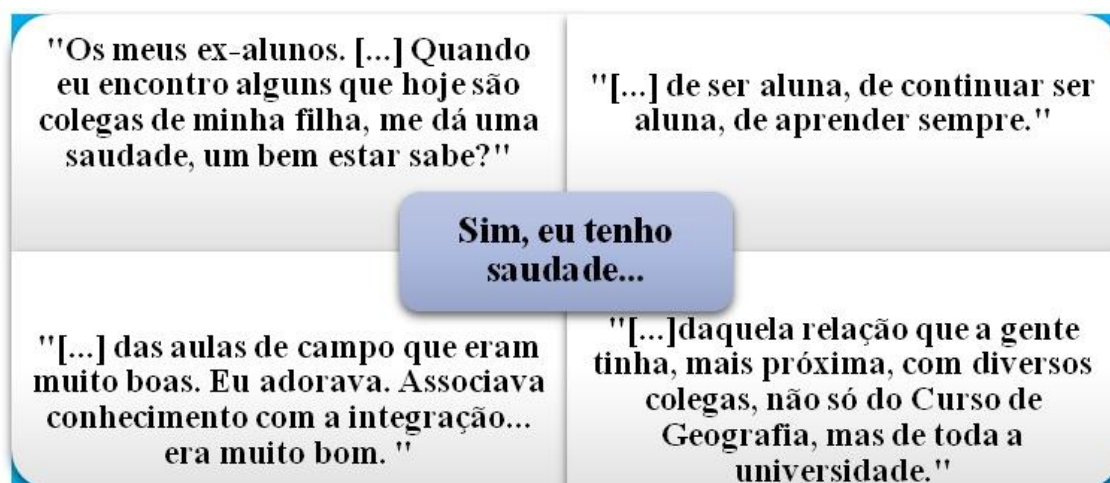 "Os meus ex-alunos. [...] Quando
eu encontro alguns que hoje são
colegas de minha filha, me dá uma
saudade, um bem estar sabe?"
"[...] de ser aluna, de continuar ser
aluna, de aprender sempre."
Sim, eu tenho
saudade...
"[...] das aulas de campo que eram
muito boas. Eu adorava. Associava
conhecimento com a integração...
era muito bom. "
"[...]daquela relação que a gente
tinha, mais próxima, com diversos
colegas, não só do Curso de
Geografia, mas de toda a
universidade."